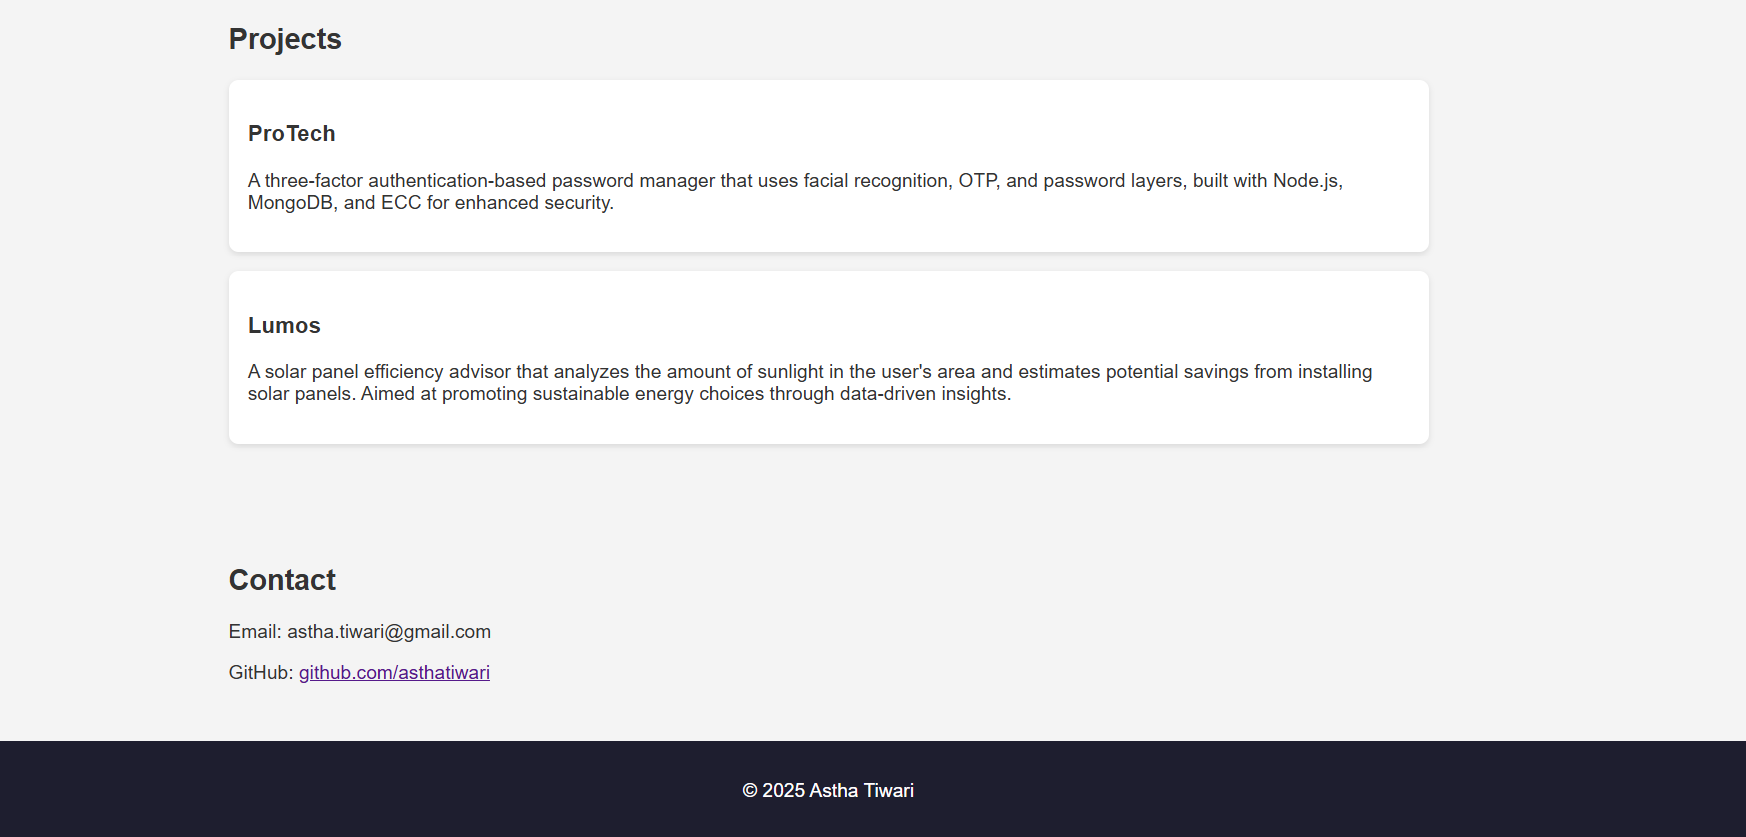 Projects
ProTech
A three-factor authentication-based password manager that uses facial recognition, OTP, and password layers, built with Node.js,
MongoDB, and ECC for enhanced security.
Lumos
A solar panel efficiency advisor that analyzes the amount of sunlight in the user's area and estimates potential savings from installing
solar panels. Aimed at promoting sustainable energy choices through data-driven insights.
Contact
Email: astha.tiwari@gmail.com
GitHub: github.com/asthatiwari
© 2025 Astha Tiwari